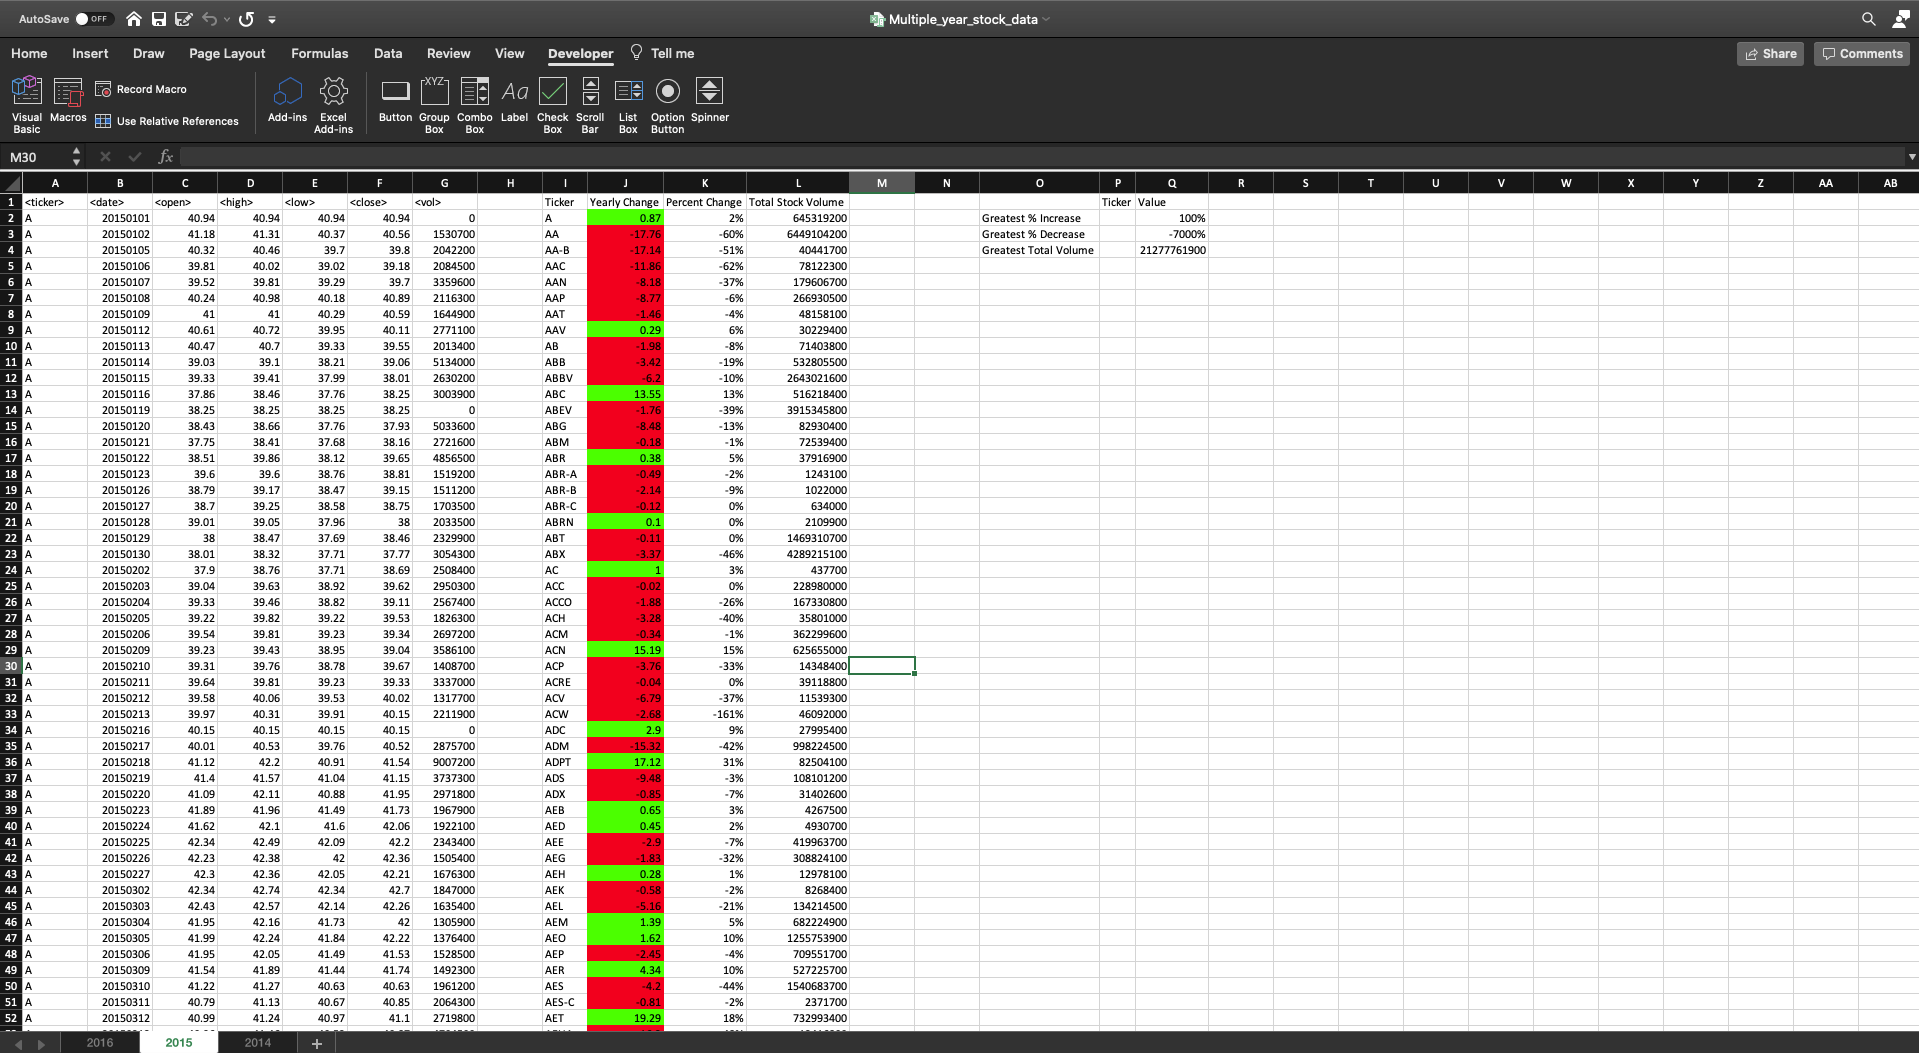 AutoSave OFF Multiple_year_stock_data
Home Insert Draw Page Layout Formulas Data Review View Developer Tell me Share Comments
Visual Basic Macros Record Macro Use Relative References Add-ins Excel Add-ins Button Group Box Combo Box Label Check Box Scroll Bar List Box Option Button Spinner
M30 fx
A B C D E F G H I J K L M N O P Q R S T U V W X Y Z AA AB
1 <ticker> <date> <open> <high> <low> <close> <vol> Ticker Yearly Change Percent Change Total Stock Volume Ticker Value
2 A 20150101 40.94 40.94 40.94 40.94 0 A 0.87 2% 645319200 Greatest % Increase 100%
3 A 20150102 41.18 41.31 40.37 40.56 1530700 AA -17.76 -60% 6449104200 Greatest % Decrease -7000%
4 A 20150105 40.32 40.46 39.7 39.8 2042200 AA-B -17.14 -51% 40441700 Greatest Total Volume 21277761900
5 A 20150106 39.81 40.02 39.02 39.18 2084500 AAC -11.86 -62% 78122300
6 A 20150107 39.52 39.81 39.29 39.7 3359600 AAN -8.18 -37% 179606700
7 A 20150108 40.24 40.98 40.18 40.89 2116300 AAP -8.77 -6% 266930500
8 A 20150109 41 41 40.29 40.59 1644900 AAT -1.46 -4% 48158100
9 A 20150112 40.61 40.72 39.95 40.11 2771100 AAV 0.29 6% 30229400
10 A 20150113 40.47 40.7 39.33 39.55 2013400 AB -1.98 -8% 71403800
11 A 20150114 39.03 39.1 38.21 39.06 5134000 ABB -3.42 -19% 532805500
12 A 20150115 39.33 39.41 37.99 38.01 2630200 ABBV -6.2 -10% 2643021600
13 A 20150116 37.86 38.46 37.76 38.25 3003900 ABC 13.55 13% 516218400
14 A 20150119 38.25 38.25 38.25 38.25 0 ABEV -1.76 -39% 3915345800
15 A 20150120 38.43 38.66 37.76 37.93 5033600 ABG -8.48 -13% 82930400
16 A 20150121 37.75 38.41 37.68 38.16 2721600 ABM -0.18 -1% 72539400
17 A 20150122 38.51 39.86 38.12 39.65 4856500 ABR 0.38 5% 37916900
18 A 20150123 39.6 39.6 38.76 38.81 1519200 ABR-A -0.49 -2% 1243100
19 A 20150126 38.79 39.17 38.47 39.15 1511200 ABR-B -2.14 -9% 1022000
20 A 20150127 38.7 39.25 38.58 38.75 1703500 ABR-C -0.12 0% 634000
21 A 20150128 39.01 39.05 37.96 38 2033500 ABRN 0.1 0% 2109900
22 A 20150129 38 38.47 37.69 38.46 2329900 ABT -0.11 0% 1469310700
23 A 20150130 38.01 38.32 37.71 37.77 3054300 ABX -3.37 -46% 4289215100
24 A 20150202 37.9 38.76 37.71 38.69 2508400 AC 1 3% 437700
25 A 20150203 39.04 39.63 38.92 39.62 2950300 ACC -0.02 0% 228980000
26 A 20150204 39.33 39.46 38.82 39.11 2567400 ACCO -1.88 -26% 167330800
27 A 20150205 39.22 39.82 39.22 39.53 1826300 ACH -3.28 -40% 35801000
28 A 20150206 39.54 39.81 39.23 39.34 2697200 ACM -0.34 -1% 362299600
29 A 20150209 39.23 39.43 38.95 39.04 3586100 ACN 15.19 15% 625655000
30 A 20150210 39.31 39.76 38.78 39.67 1408700 ACP -3.76 -33% 14348400
31 A 20150211 39.64 39.81 39.23 39.33 3337000 ACRE -0.04 0% 39118800
32 A 20150212 39.58 40.06 39.53 40.02 1317700 ACV -6.79 -37% 11539300
33 A 20150213 39.97 40.31 39.91 40.15 2211900 ACW -2.68 -161% 46092000
34 A 20150216 40.15 40.15 40.15 40.15 0 ADC 2.9 9% 27995400
35 A 20150217 40.01 40.53 39.76 40.52 2875700 ADM -15.32 -42% 998224500
36 A 20150218 41.12 42.2 40.91 41.54 9007200 ADPT 17.12 31% 82504100
37 A 20150219 41.4 41.57 41.04 41.15 3737300 ADS -9.48 -3% 108101200
38 A 20150220 41.09 42.11 40.88 41.95 2971800 ADX -0.85 -7% 31402600
39 A 20150223 41.89 41.96 41.49 41.73 1967900 AEB 0.65 3% 4267500
40 A 20150224 41.62 42.1 41.6 42.06 1922100 AED 0.45 2% 4930700
41 A 20150225 42.34 42.49 42.09 42.2 2343400 AEE -2.9 -7% 419963700
42 A 20150226 42.23 42.38 42 42.36 1505400 AEG -1.83 -32% 308824100
43 A 20150227 42.3 42.36 42.05 42.21 1676300 AEH 0.28 1% 12978100
44 A 20150302 42.34 42.74 42.34 42.7 1847000 AEK -0.58 -2% 8268400
45 A 20150303 42.43 42.57 42.14 42.26 1635400 AEL -5.16 -21% 134214500
46 A 20150304 41.95 42.16 41.73 42 1305900 AEM 1.39 5% 682224900
47 A 20150305 41.99 42.24 41.84 42.22 1376400 AEO 1.62 10% 1255753900
48 A 20150306 41.95 42.05 41.49 41.53 1528500 AEP -2.45 -4% 709551700
49 A 20150309 41.54 41.89 41.44 41.74 1492300 AER 4.34 10% 527225700
50 A 20150310 41.22 41.27 40.63 40.63 1961200 AES -4.2 -44% 1540683700
51 A 20150311 40.79 41.13 40.67 40.85 2064300 AES-C -0.81 -2% 2371700
52 A 20150312 40.99 41.24 40.97 41.1 2719800 AET 19.29 18% 732993400
2016 2015 2014 +